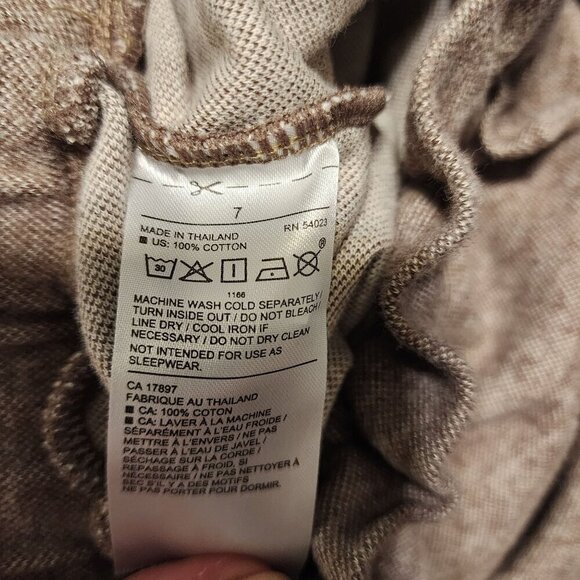 7
MADE IN THAILAND RN 54023
■ US: 100% COTTON
30
®
1166
MACHINE WASH COLD SEPARATELY /
TURN INSIDE OUT / DO NOT BLEACH /
LINE DRY / COOL IRON IF
NECESSARY / DO NOT DRY CLEAN
NOT INTENDED FOR USE AS
SLEEPWEAR.
CA 17897
FABRIQUE AU THAILAND
■ CA: 100% COTON
■ CA: LAVER À LA MACHINE
SÉPARÉMENT À L'EAU FROIDE /
METTRE À L'ENVERS / NE PAS
PASSER À L'EAU DE JAVEL /
SÉCHAGE SUR LA CORDE /
REPASSAGE À FROID, SI
NÉCESSAIRE / NE PAS NETTOYER À
SEC S'IL Y A DES MOTIFS
NE PAS PORTER POUR DORMIR.